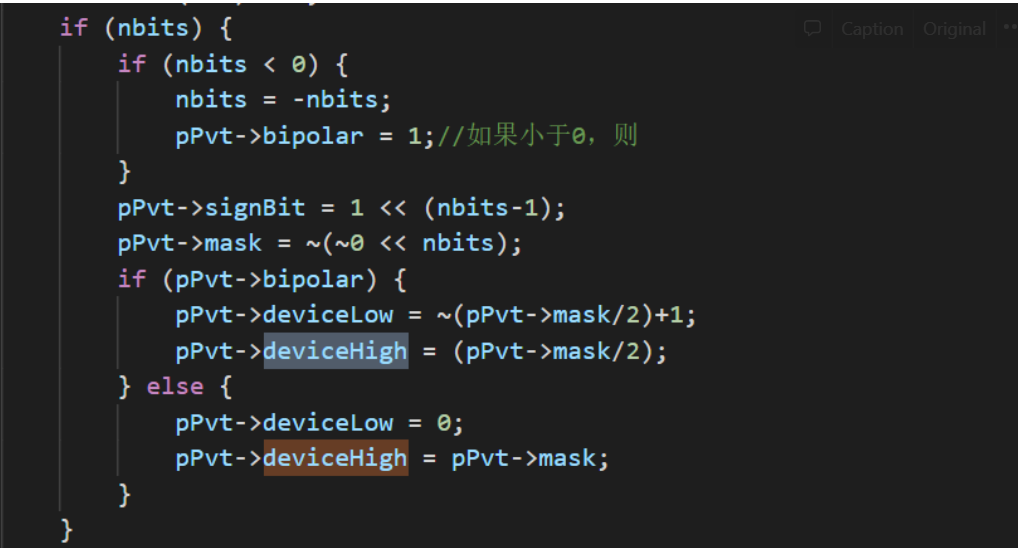 if (nbits) {
Caption Original
if (nbits < 0) {
nbits = -nbits;
pPvt->bipolar = 1;//如果小于0，则
}
pPvt->signBit = 1 << (nbits-1);
pPvt->mask = ~(~0 << nbits);
if (pPvt->bipolar) {
pPvt->deviceLow = ~(pPvt->mask/2)+1;
pPvt->deviceHigh = (pPvt->mask/2);
} else {
pPvt->deviceLow = 0;
pPvt->deviceHigh = pPvt->mask;
}
}